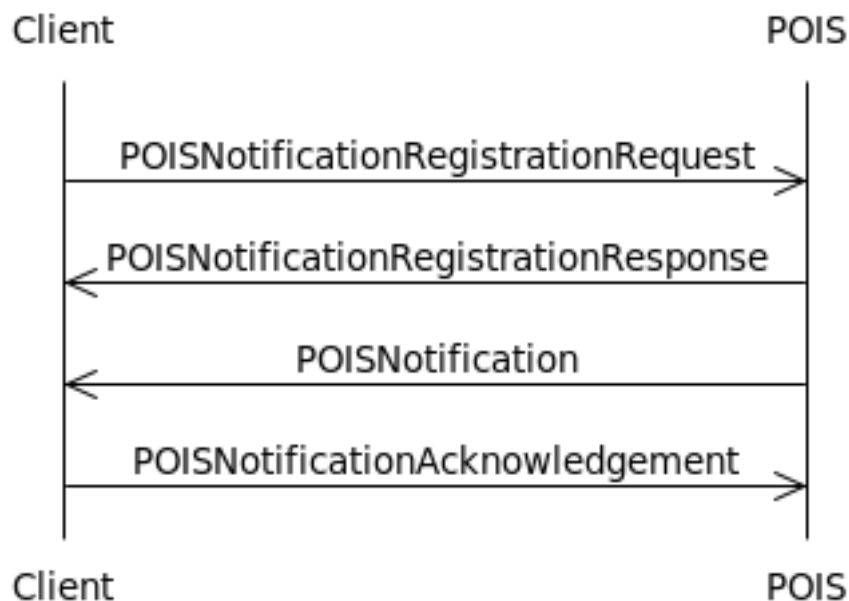 Client POIS
POISNotificationRegistrationRequest
POISNotificationRegistrationResponse
POISNotification
POISNotificationAcknowledgement
Client POIS